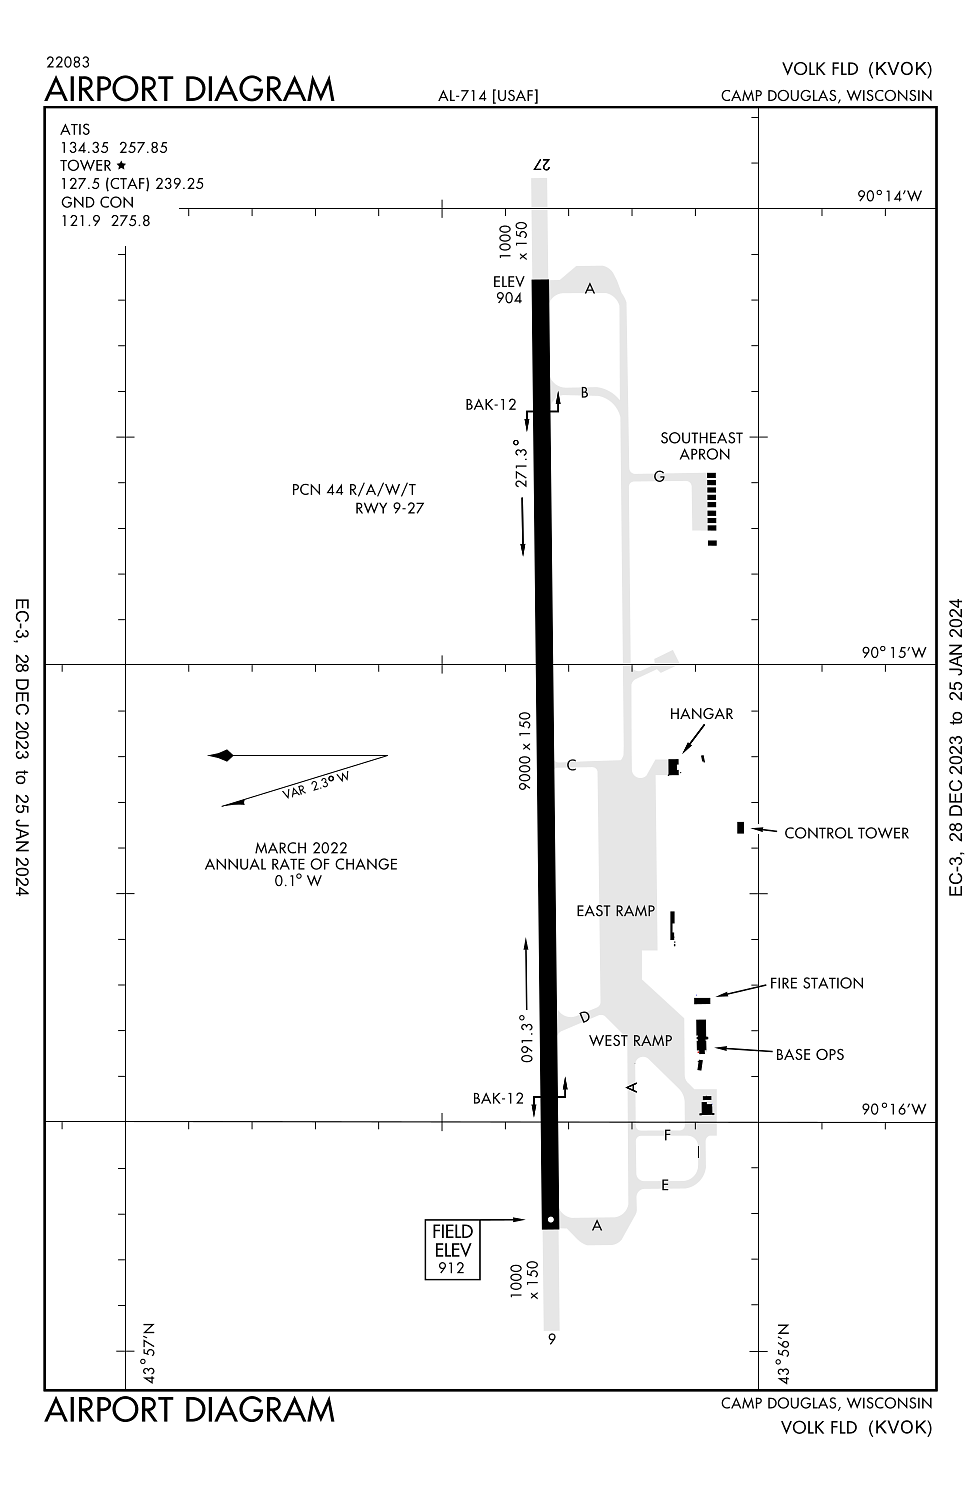 22083
AIRPORT DIAGRAM
AL-714 [USAF]
VOLK FLD (KVOK)
CAMP DOUGLAS, WISCONSIN
ATIS
134.35 257.85
TOWER ★
127.5 (CTAF) 239.25
GND CON
121.9 275.8
27
90°14'W
1000
x 150
ELEV
904
A
B
BAK-12
271.3°
SOUTHEAST
APRON
G
PCN 44 R/A/W/T
RWY 9-27
EC-3, 28 DEC 2023 to 25 JAN 2024
EC-3, 28 DEC 2023 to 25 JAN 2024
90°15'W
HANGAR
9000 x 150
C
VAR 2.3° W
CONTROL TOWER
MARCH 2022
ANNUAL RATE OF CHANGE
0.1° W
EAST RAMP
FIRE STATION
091.3°
D
WEST RAMP
BASE OPS
A
BAK-12
90°16'W
F
E
A
FIELD
ELEV
912
1000
x 150
9
43°57'N
43°56'N
AIRPORT DIAGRAM
CAMP DOUGLAS, WISCONSIN
VOLK FLD (KVOK)